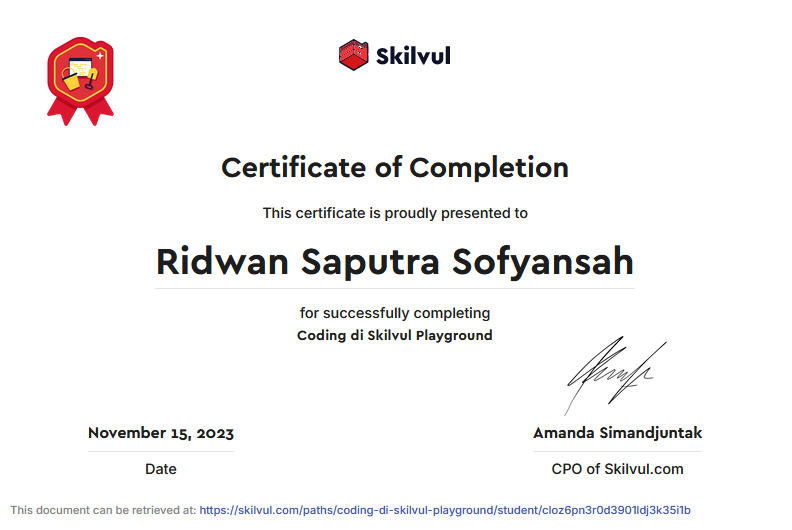 Skilvul
Certificate of Completion
This certificate is proudly presented to
Ridwan Saputra Sofyansah
for successfully completing
Coding di Skilvul Playground
November 15, 2023
Date
Amanda Simandjuntak
CPO of Skilvul.com
This document can be retrieved at: https://skilvul.com/paths/coding-di-skilvul-playground/student/cloz6pn3r0d3901ldj3k35i1b